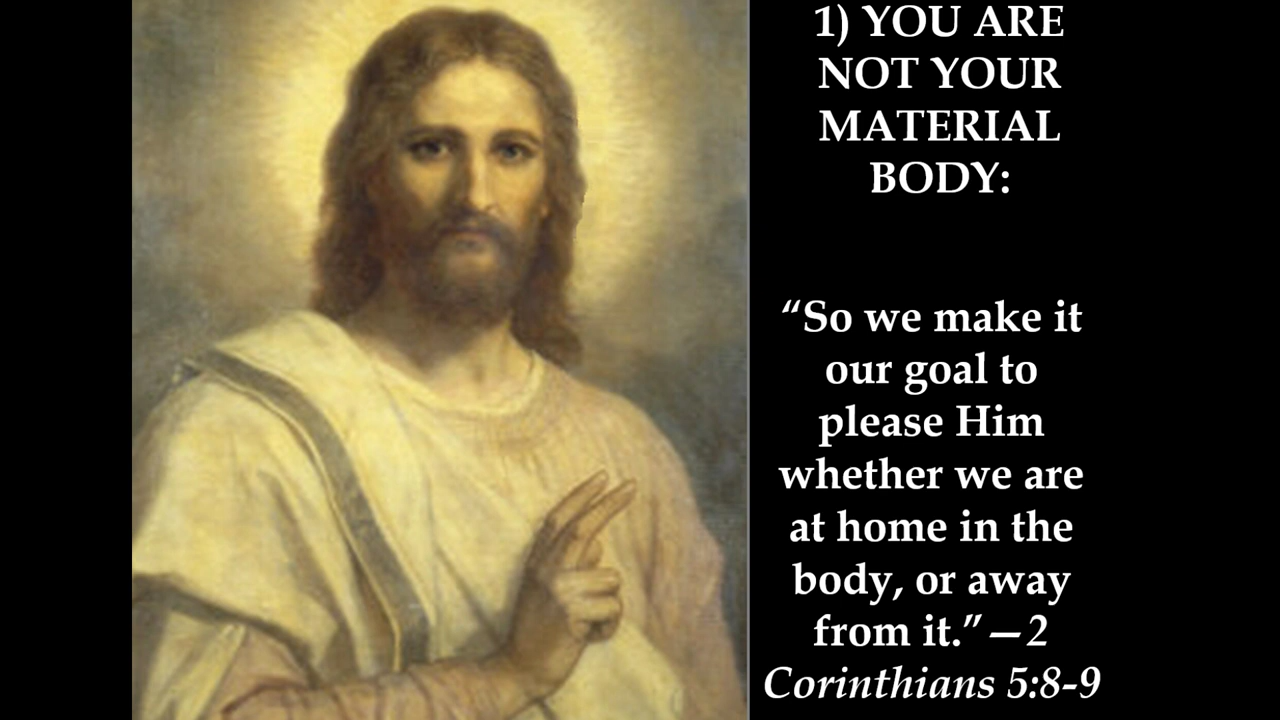 1) YOU ARE
NOT YOUR
MATERIAL
BODY:
“So we make it
our goal to
please Him
whether we are
at home in the
body, or away
from it.”—2
Corinthians 5:8-9